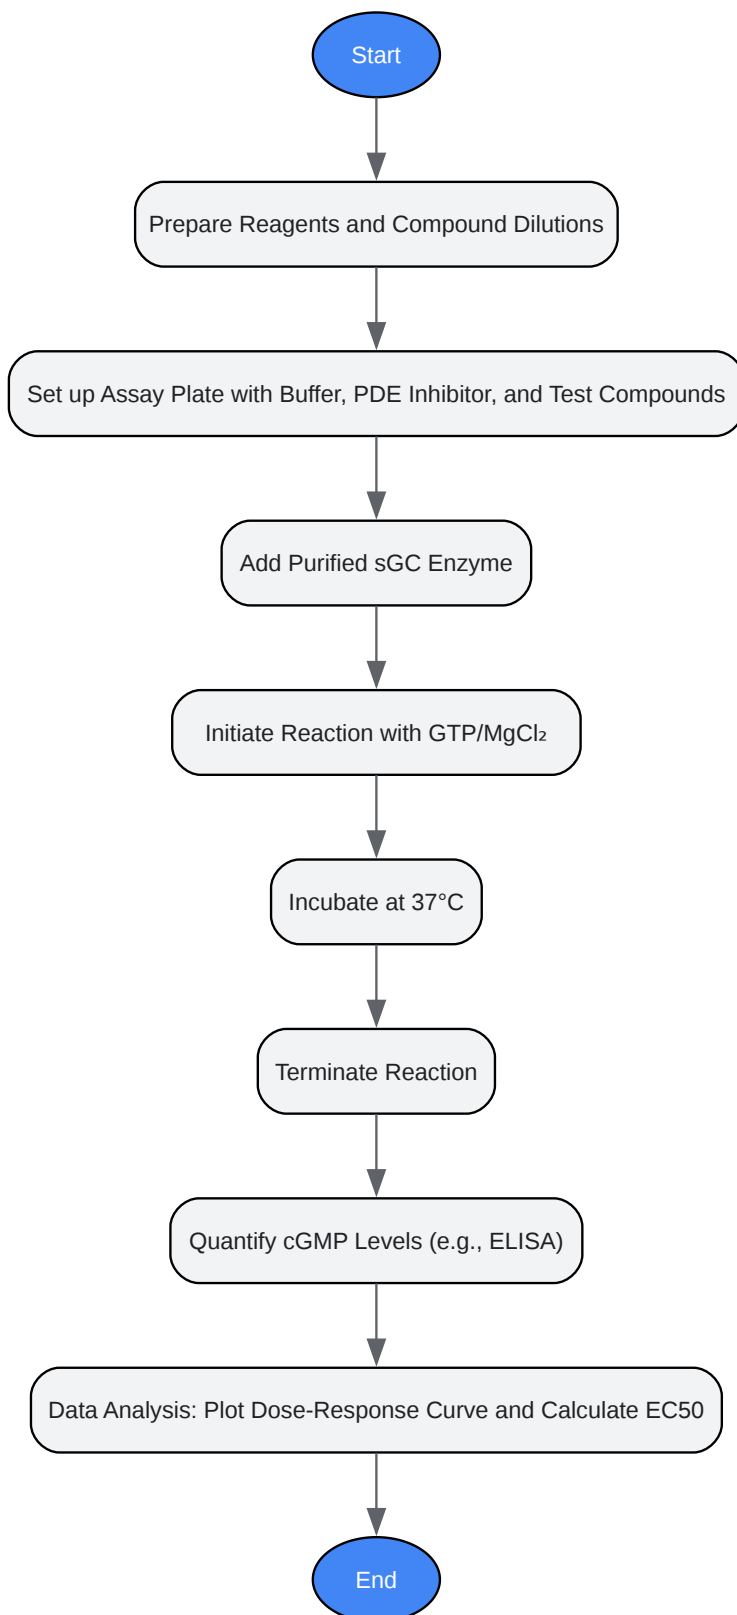 Start
Prepare Reagents and Compound Dilutions
Set up Assay Plate with Buffer, PDE Inhibitor, and Test Compounds
Add Purified sGC Enzyme
Initiate Reaction with GTP/MgCl₂
Incubate at 37°C
Terminate Reaction
Quantify cGMP Levels (e.g., ELISA)
Data Analysis: Plot Dose-Response Curve and Calculate EC50
End